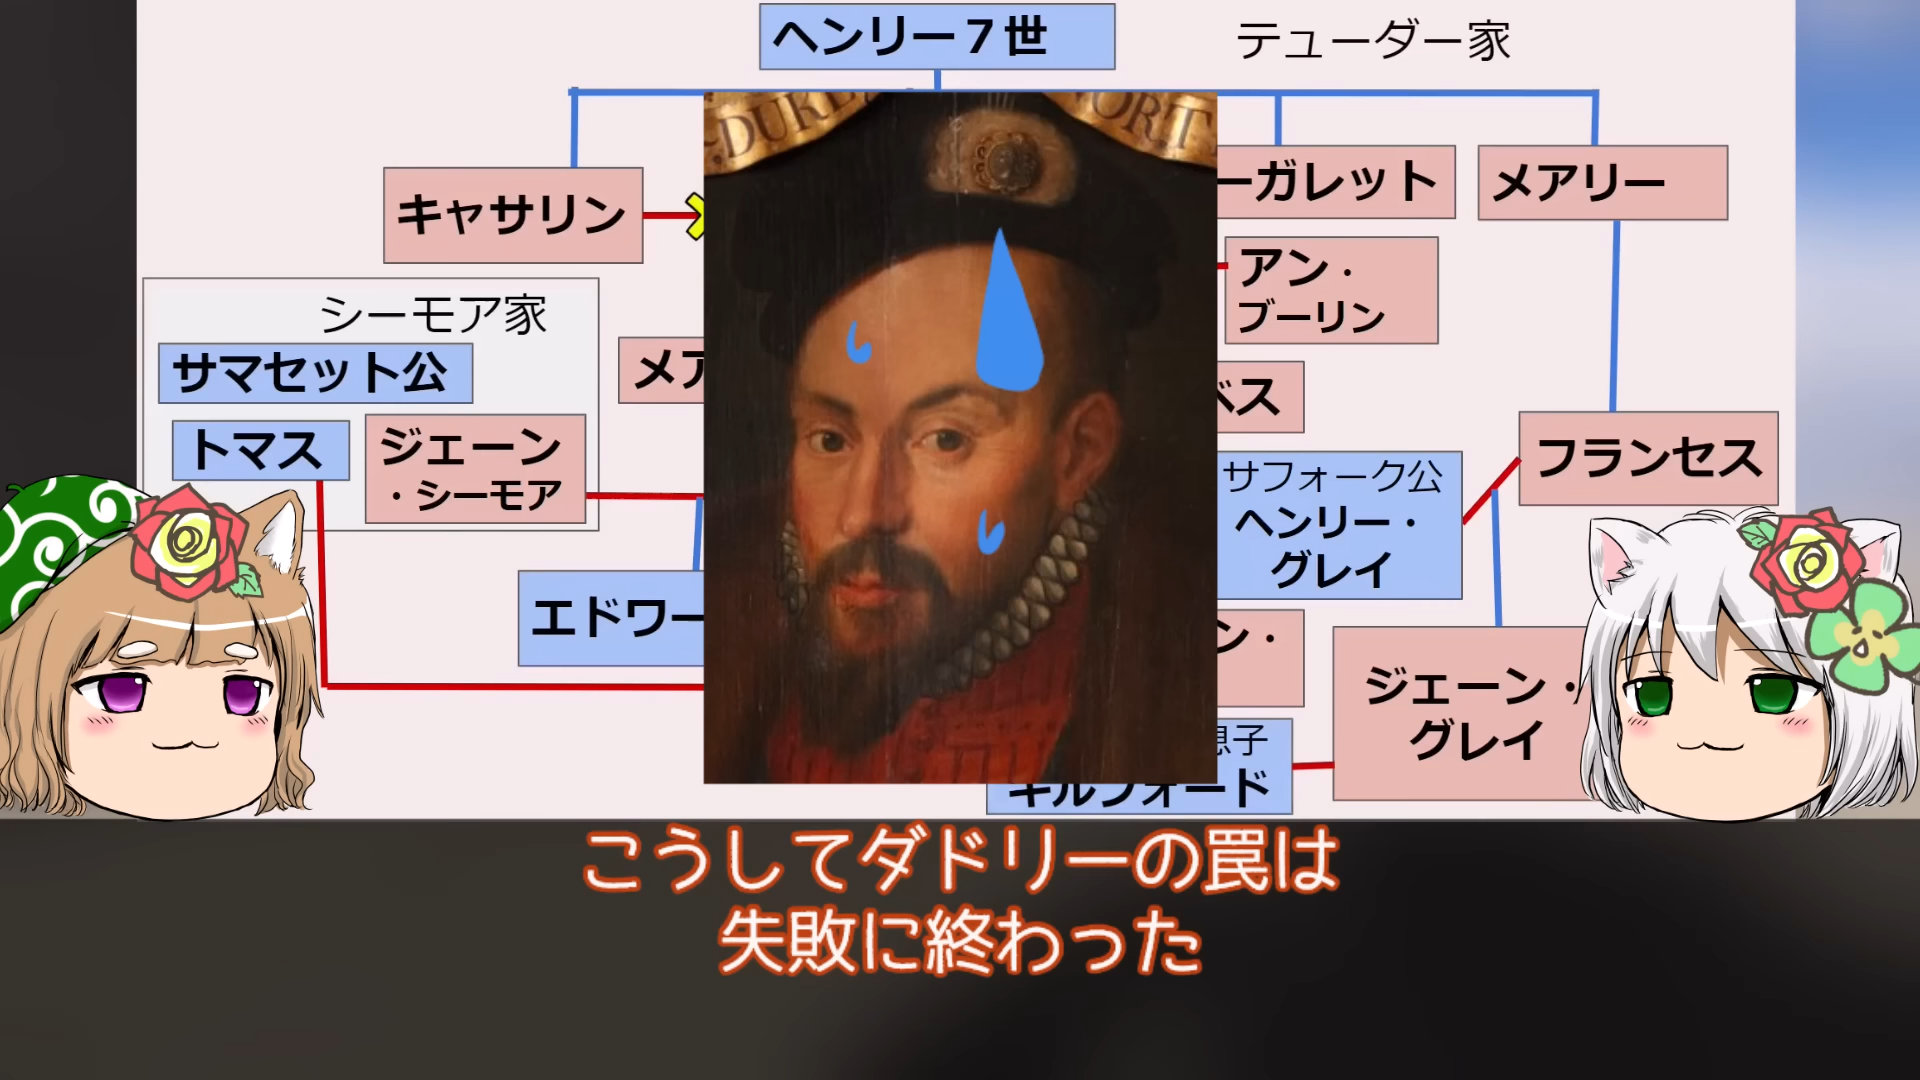 ヘンリー７世
テューダー家
DUKE
NORT
キャサリン
ーガレット
メアリー
アン・
ブーリン
シーモア家
サマセット公
メア
ベス
トマス
ジェーン
・シーモア
サフォーク公
ヘンリー・
グレイ
フランセス
エドワー
ン・
ジェーン・
グレイ
息子
ギルフォード
こうしてダドリーの罠は
失敗に終わった